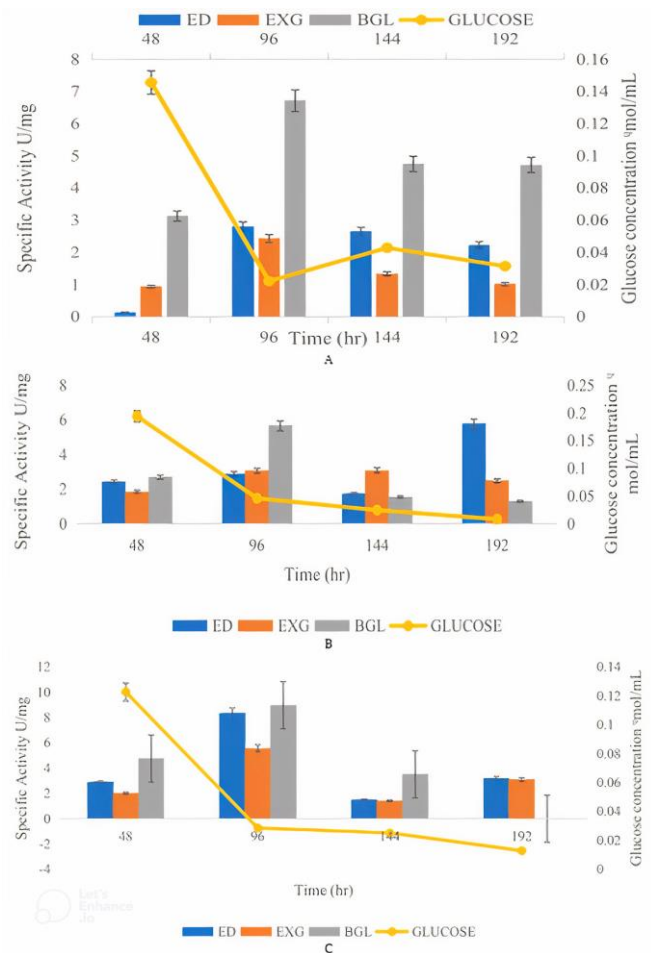 ED EXG BGL GLUCOSE
48 96 144 192
8 0.16
7 0.14
6 0.12
5 0.1
4 0.08
3 0.06
2 0.04
1 0.02
0 0
Specific Activity U/mg
Glucose concentration ᶣmol/mL
48 96 144 192
Time (hr)
A
8 0.25
6 0.2
0.15
4
0.1
2 0.05
0 0
Specific Activity U/mg
Glucose concentration ᶣ
mol/mL
48 96 144 192
Time (hr)
ED EXG BGL GLUCOSE
B
12 0.14
10 0.12
8 0.1
6 0.08
4
2 0.06
0 0.04
-2 0.02
-4 0
Specific Activity U/mg
Glucose concentration ᶣmol/mL
48 96 144 192
Time (hr)
Let's
Enhance
ED EXG BGL GLUCOSE
C